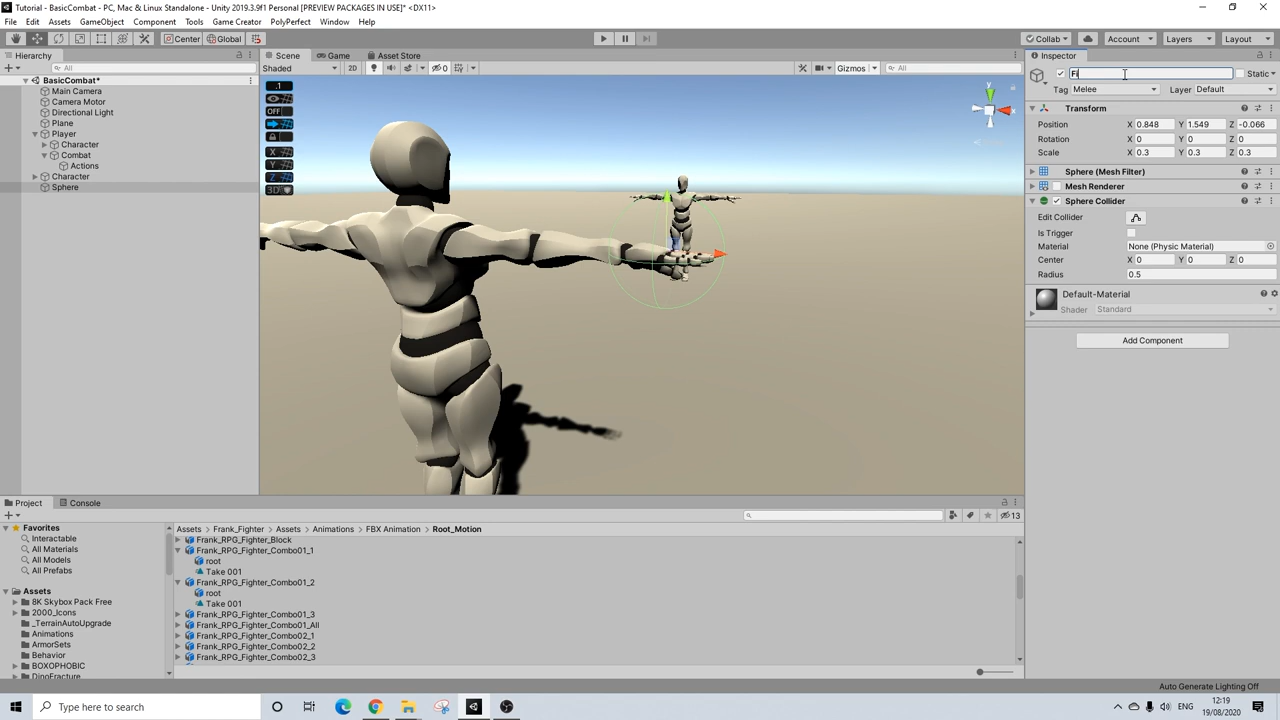 Tutorial - BasicCombat - PC, Mac & Linux Standalone - Unity 2019.3.9f1 Personal [PREVIEW PACKAGES IN USE]* <DX11>
File Edit Assets GameObject Component Tools Game Creator PolyPerfect Window Help
Center Global Collab Account Layers Layout
Hierarchy
All
BasicCombat*
Main Camera
Camera Motor
Directional Light
Plane
Player
Character
Combat
Actions
Character
Sphere
Scene Game Asset Store
Shaded 2D 0 Gizmos All
.1
OFF
X
Y
Z
3D
y
Inspector
Fi Static
Tag Melee Layer Default
Transform
Position X 0.848 Y 1.549 Z -0.066
Rotation X 0 Y 0 Z 0
Scale X 0.3 Y 0.3 Z 0.3
Sphere (Mesh Filter)
Mesh Renderer
Sphere Collider
Edit Collider
Is Trigger
Material None (Physic Material)
Center X 0 Y 0 Z 0
Radius 0.5
Default-Material
Shader Standard
Add Component
Project Console
13
Favorites
Interactable
All Materials
All Models
All Prefabs
Assets
8K Skybox Pack Free
2000_Icons
_TerrainAutoUpgrade
Animations
ArmorSets
Behavior
BOXOPHOBIC
DinoFracture
Assets Frank_Fighter Assets Animations FBX Animation Root_Motion
Frank_RPG_Fighter_Block
Frank_RPG_Fighter_Combo01_1
root
Take 001
Frank_RPG_Fighter_Combo01_2
root
Take 001
Frank_RPG_Fighter_Combo01_3
Frank_RPG_Fighter_Combo01_All
Frank_RPG_Fighter_Combo02_1
Frank_RPG_Fighter_Combo02_2
Frank_RPG_Fighter_Combo02_3
Auto Generate Lighting Off
Type here to search
ENG
12:19
19/08/2020